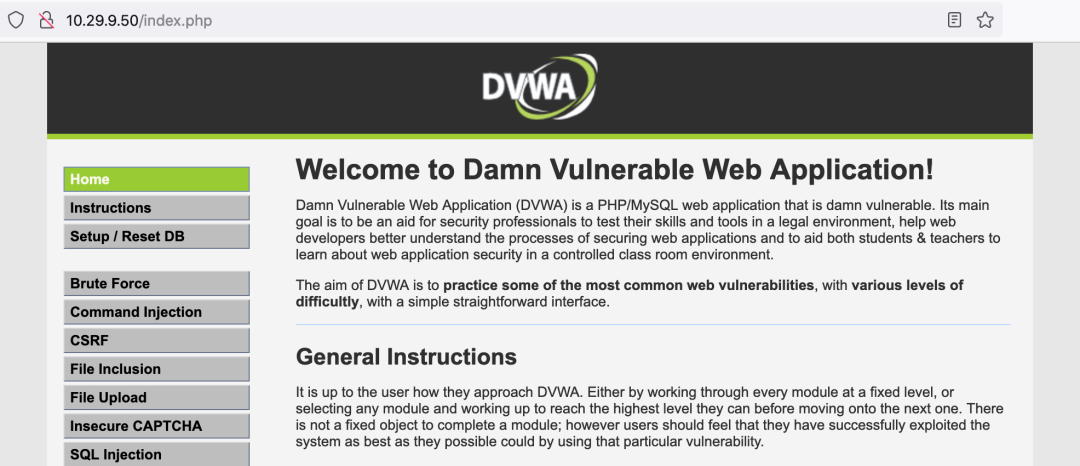 10.29.9.50/index.php
DVWA
Home
Instructions
Setup / Reset DB
Brute Force
Command Injection
CSRF
File Inclusion
File Upload
Insecure CAPTCHA
SQL Injection
Welcome to Damn Vulnerable Web Application!
Damn Vulnerable Web Application (DVWA) is a PHP/MySQL web application that is damn vulnerable. Its main
goal is to be an aid for security professionals to test their skills and tools in a legal environment, help web
developers better understand the processes of securing web applications and to aid both students & teachers to
learn about web application security in a controlled class room environment.
The aim of DVWA is to practice some of the most common web vulnerabilities, with various levels of
difficultly, with a simple straightforward interface.
General Instructions
It is up to the user how they approach DVWA. Either by working through every module at a fixed level, or
selecting any module and working up to reach the highest level they can before moving onto the next one. There
is not a fixed object to complete a module; however users should feel that they have successfully exploited the
system as best as they possible could by using that particular vulnerability.